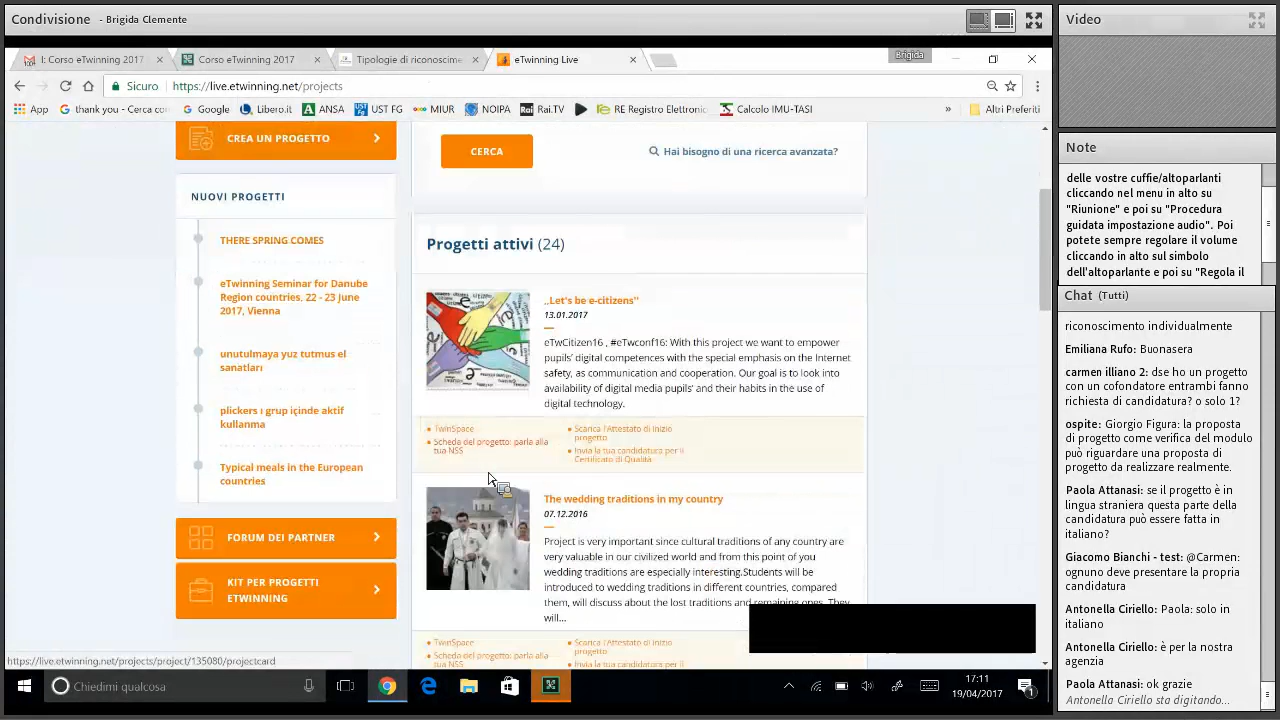 Condivisione - Brigida Clemente
I: Corso eTwinning 2017
Corso eTwinning 2017
Tipologie di riconoscime
eTwinning Live
Brigida
Sicuro
https://live.etwinning.net/projects
App
thank you - Cerca co
Google
Libero.it
ANSA
UST FG
MIUR
NOIPA
Rai.TV
RE Registro Elettronic
Calcolo IMU-TASI
»
Altri Preferiti
CREA UN PROGETTO
NUOVI PROGETTI
THERE SPRING COMES
eTwinning Seminar for Danube
Region countries, 22 - 23 June
2017, Vienna
unutulmaya yuz tutmus el
sanatları
plickers ı grup içinde aktif
kullanma
Typical meals in the European
countries
FORUM DEI PARTNER
KIT PER PROGETTI
ETWINNING
CERCA
Hai bisogno di una ricerca avanzata?
Progetti attivi (24)
„Let's be e-citizens"
13.01.2017
eTwCitizen16 , #eTwconf16: With this project we want to empower
pupils' digital competences with the special emphasis on the Internet
safety, as communication and cooperation. Our goal is to look into
availability of digital media pupils' and their habits in the use of
digital technology.
TwinSpace
Scheda del progetto: parla alla
tua NSS
Scarica l'Attestato di inizio
progetto
Invia la tua candidatura per il
Certificato di Qualità
The wedding traditions in my country
07.12.2016
Project is very important since cultural traditions of any country are
very valuable in our civilized world and from this point of you
wedding traditions are especially interesting.Students will be
introduced to wedding traditions in different countries, compared
them, will discuss about the lost traditions and remaining ones. They
will...
TwinSpace
Scheda del progetto: parla alla
tua NSS
Scarica l'Attestato di inizio
progetto
Invia la tua candidatura per il
https://live.etwinning.net/projects/project/135080/projectcard
Chiedimi qualcosa
17:11
19/04/2017
1
Video
Note
delle vostre cuffie/altoparlanti
cliccando nel menu in alto su
"Riunione" e poi su "Procedura
guidata impostazione audio". Poi
potete sempre regolare il volume
cliccando in alto sul simbolo
dell'altoparlante e poi su "Regola il
Chat (Tutti)
riconoscimento individualmente
Emiliana Rufo: Buonasera
carmen illiano 2: dse ho un progetto
con un cofondatore entrambi fanno
richiesta di candidatura? o solo 1?
ospite: Giorgio Figura: la proposta
di progetto come verifica del modulo
può riguardare una proposta di
progetto da realizzare realmente.
Paola Attanasi: se il progetto è in
lingua straniera questa parte della
candidatura può essere fatta in
italiano?
Giacomo Bianchi - test: @Carmen:
ognuno deve presentare la propria
candidatura
Antonella Ciriello: Paola: solo in
italiano
Antonella Ciriello: è per la nostra
agenzia
Paola Attanasi: ok grazie
Antonella Ciriello sta digitando...